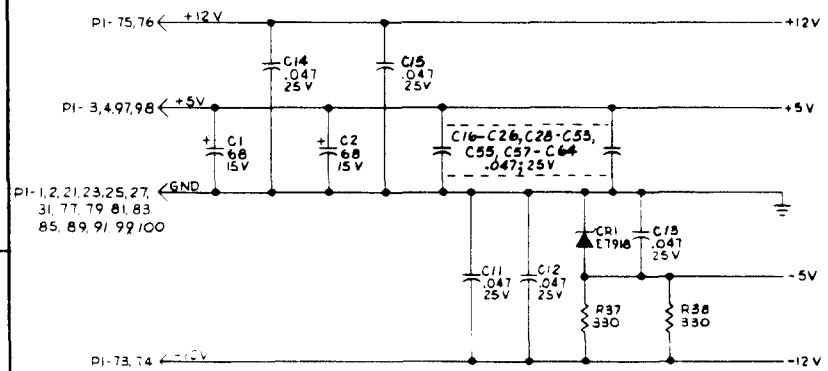 P1-75,76 +12V +12V
C14
.047
25V
C15
.047
25V
P1-3,4,97,98 +5V +5V
+ C1
68
15V
+ C2
68
15V
C16-C26, C28-C53,
C55, C57-C64
.047, 25V
P1-1,2,21,23,25,27, GND
31, 77, 79 81, 83
85, 89, 91, 99,100
C11
.047
25V
C12
.047
25V
CR1
C13
.047
25V
-5V
R37
330
R38
330
P1-73,74 -12V -12V